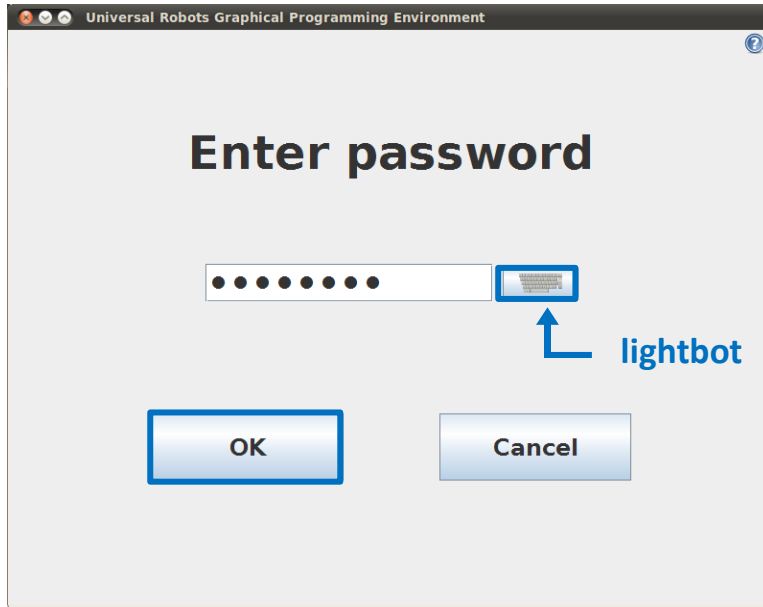 Universal Robots Graphical Programming Environment
?
Enter password
●●●●●●●●
lightbot
OK
Cancel